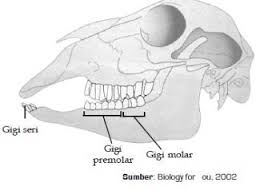 Gigi seri
Gigi
premolar
Gigi molar
Sumber: Biology for ou, 2002